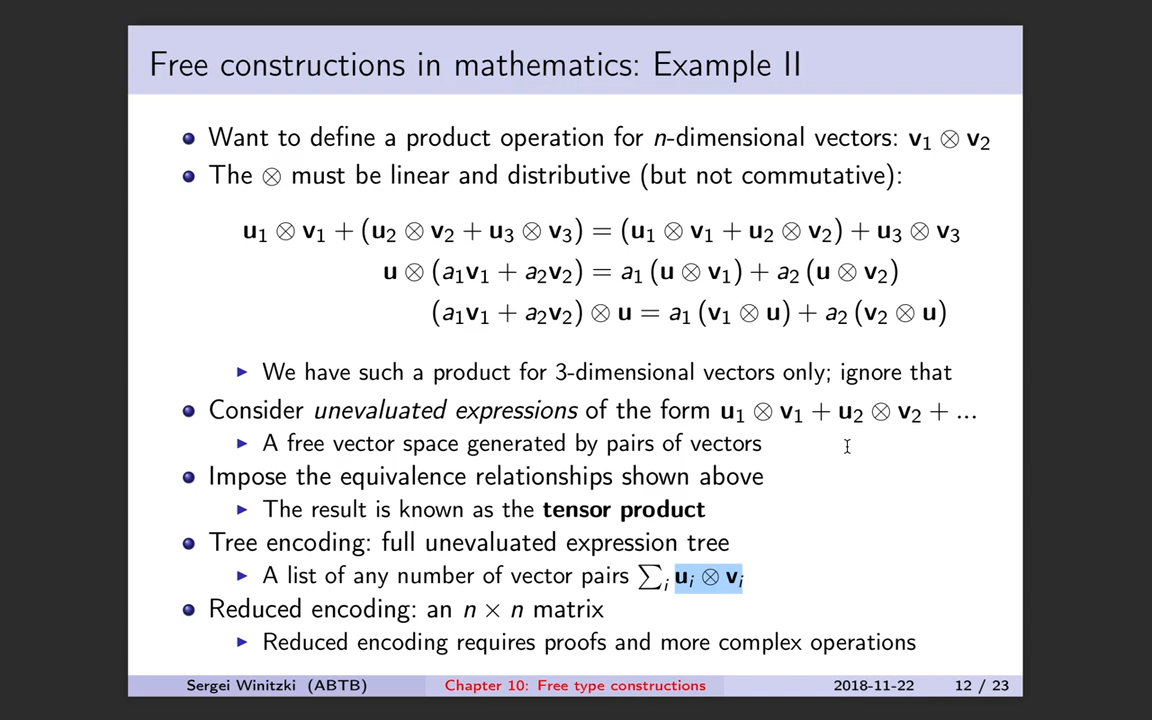 Free constructions in mathematics: Example II
Want to define a product operation for n-dimensional vectors: v₁ ⊗ v₂
The ⊗ must be linear and distributive (but not commutative):
u₁ ⊗ v₁ + (u₂ ⊗ v₂ + u₃ ⊗ v₃) = (u₁ ⊗ v₁ + u₂ ⊗ v₂) + u₃ ⊗ v₃
u ⊗ (a₁v₁ + a₂v₂) = a₁ (u ⊗ v₁) + a₂ (u ⊗ v₂)
(a₁v₁ + a₂v₂) ⊗ u = a₁ (v₁ ⊗ u) + a₂ (v₂ ⊗ u)
We have such a product for 3-dimensional vectors only; ignore that
Consider unevaluated expressions of the form u₁ ⊗ v₁ + u₂ ⊗ v₂ + ...
A free vector space generated by pairs of vectors
Impose the equivalence relationships shown above
The result is known as the tensor product
Tree encoding: full unevaluated expression tree
A list of any number of vector pairs ∑ᵢ uᵢ ⊗ vᵢ
Reduced encoding: an n × n matrix
Reduced encoding requires proofs and more complex operations
Sergei Winitzki (ABTB) Chapter 10: Free type constructions 2018-11-22 12 / 23